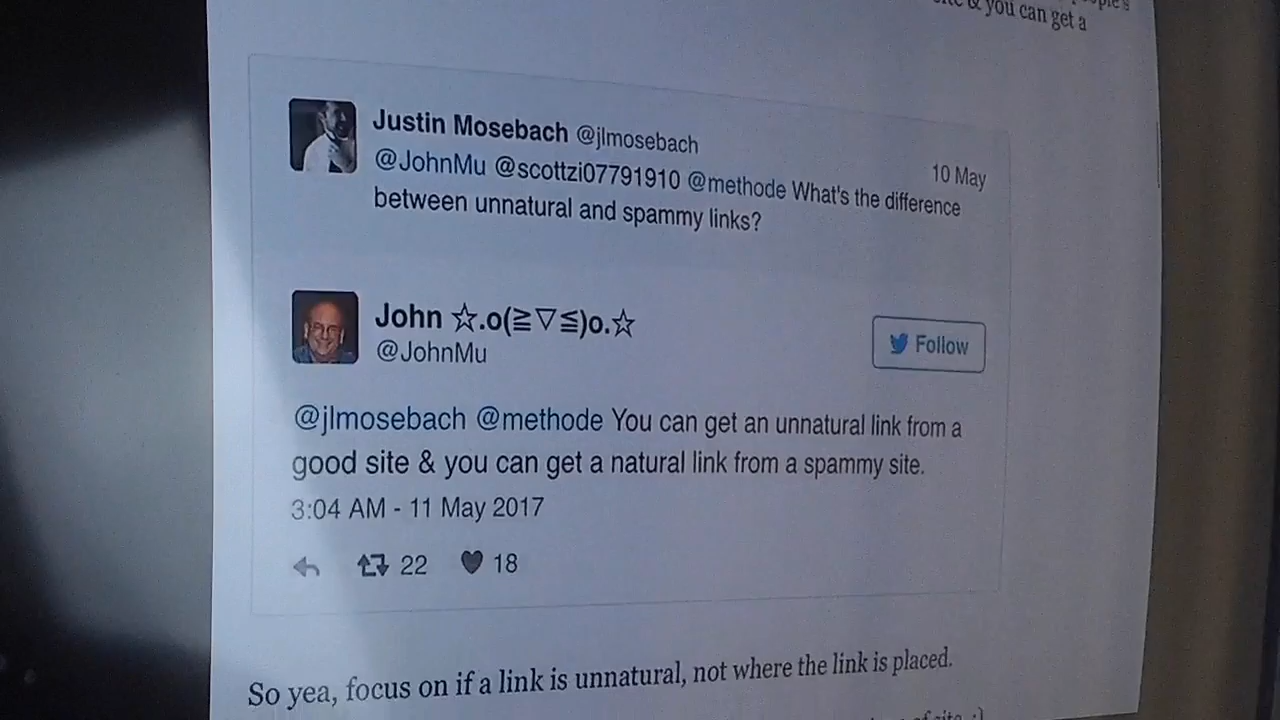 & you can get a
Justin Mosebach @jlmosebach
10 May
@JohnMu @scottzi07791910 @methode What's the difference
between unnatural and spammy links?
John ☆.o(≧▽≦)o.☆
@JohnMu
Follow
@jlmosebach @methode You can get an unnatural link from a
good site & you can get a natural link from a spammy site.
3:04 AM - 11 May 2017
22 18
So yea, focus on if a link is unnatural, not where the link is placed.